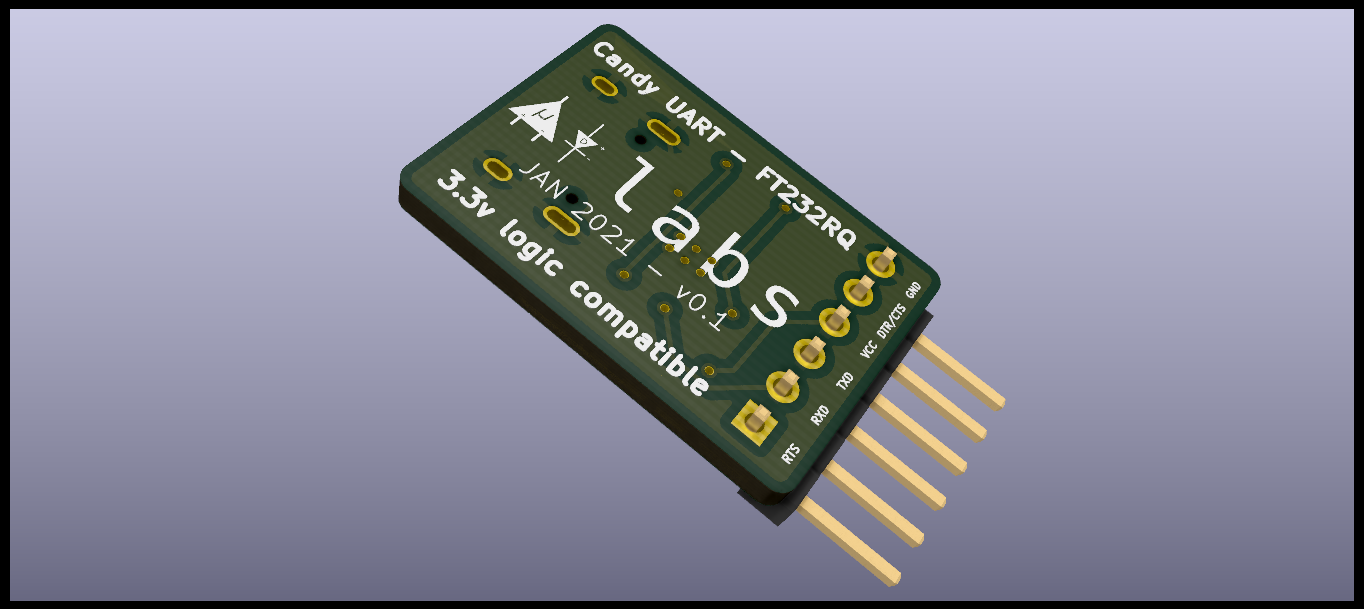 Candy UART - FT232RQ
μ
D
labs
JAN 2021 - v0.1
3.3v logic compatible
GND
DTR/CTS
VCC
TXD
RXD
RTS